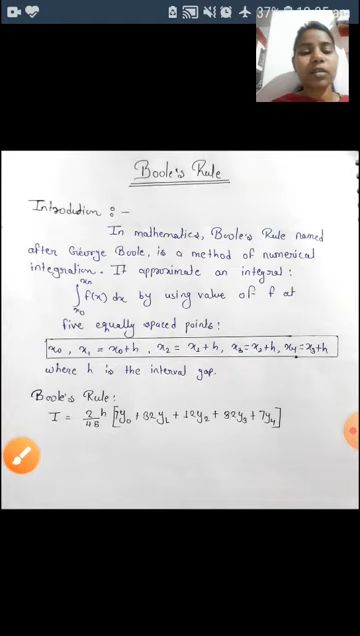 37%
Boole's Rule
Introduction :-
In mathematics, Boole's Rule named
after George Boole, is a method of numerical
integration. It approximate an integral:
∫x₀^xₙ f(x) dx by using value of f at
five equally spaced points:
x₀, x₁ = x₀+h, x₂ = x₁+h, x₃=x₂+h, x₄=x₃+h
where h is the interval gap.
Boole's Rule:
I = 2h/45 [7y₀ + 32y₁ + 12y₂ + 32y₃ + 7y₄]